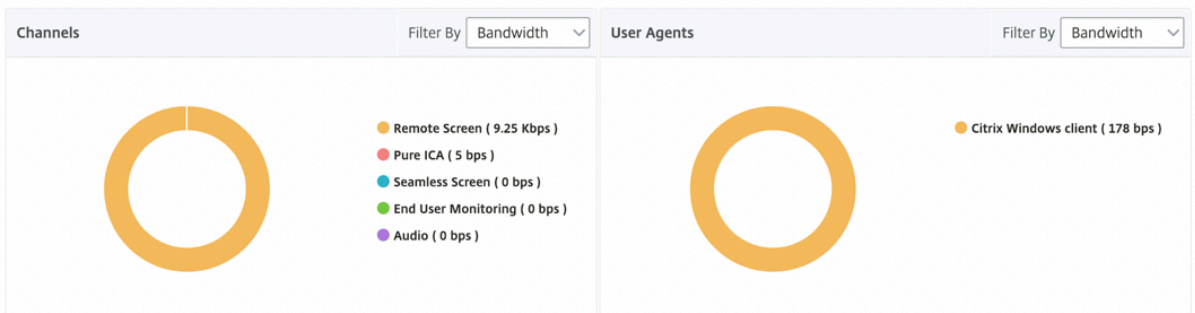 Channels
Filter By Bandwidth
Remote Screen ( 9.25 Kbps )
Pure ICA ( 5 bps )
Seamless Screen ( 0 bps )
End User Monitoring ( 0 bps )
Audio ( 0 bps )
User Agents
Filter By Bandwidth
Citrix Windows client ( 178 bps )